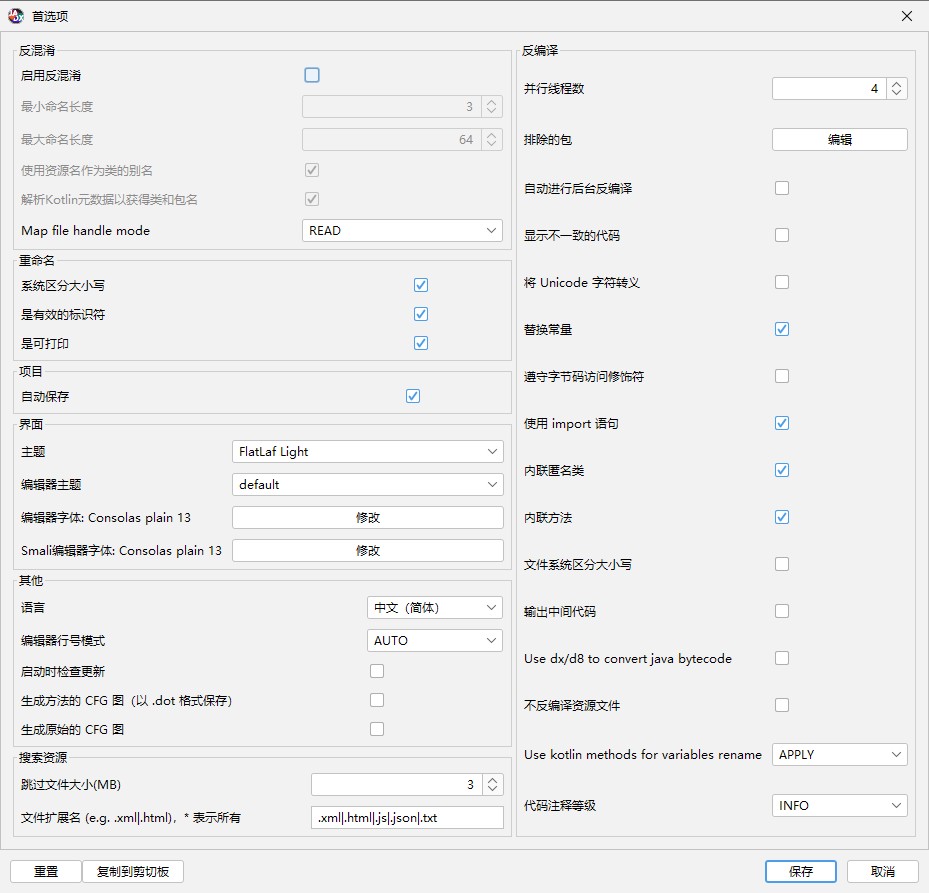 首选项
反混淆
启用反混淆
最小命名长度 3
最大命名长度 64
使用资源名作为类的别名
解析Kotlin元数据以获得类和包名
Map file handle mode READ
重命名
系统区分大小写
是有效的标识符
是可打印
项目
自动保存
界面
主题 FlatLaf Light
编辑器主题 default
编辑器字体: Consolas plain 13 修改
Smali编辑器字体: Consolas plain 13 修改
其他
语言 中文（简体）
编辑器行号模式 AUTO
启动时检查更新
生成方法的 CFG 图（以 .dot 格式保存）
生成原始的 CFG 图
搜索资源
跳过文件大小(MB) 3
文件扩展名 (e.g. .xml|.html)，* 表示所有 .xml|.html|.js|.json|.txt
反编译
并行线程数 4
排除的包 编辑
自动进行后台反编译
显示不一致的代码
将 Unicode 字符转义
替换常量
遵守字节码访问修饰符
使用 import 语句
内联匿名类
内联方法
文件系统区分大小写
输出中间代码
Use dx/d8 to convert java bytecode
不反编译资源文件
Use kotlin methods for variables rename APPLY
代码注释等级 INFO
重置 复制到剪切板 保存 取消